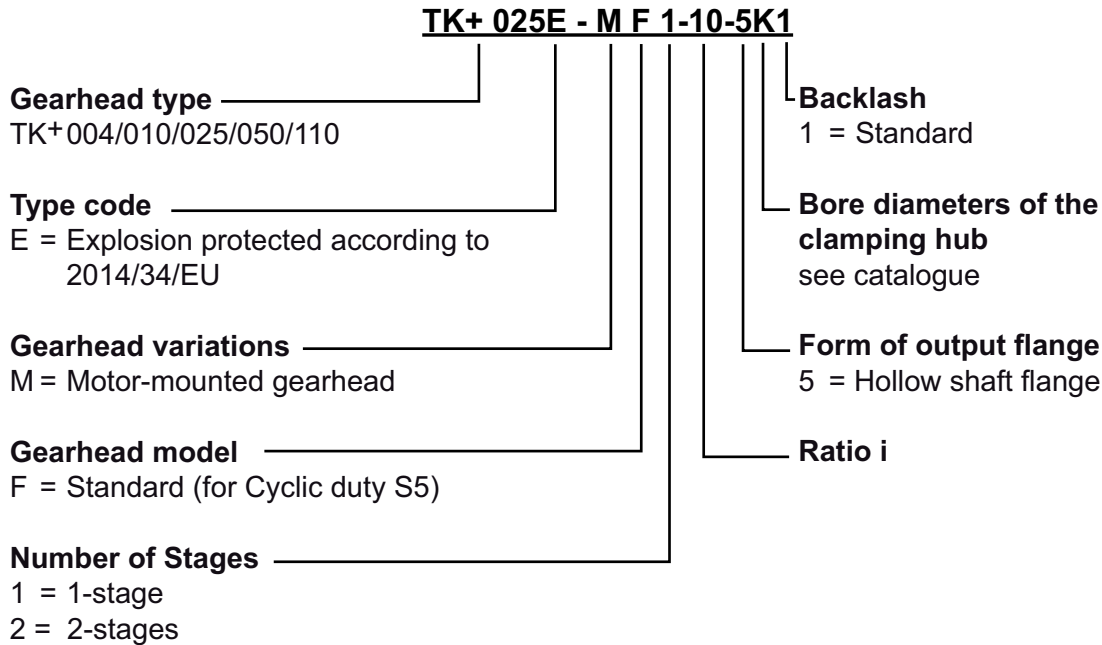 TK+ 025E - M F 1-10-5K1
Gearhead type
TK+ 004/010/025/050/110
Type code
E = Explosion protected according to
2014/34/EU
Gearhead variations
M = Motor-mounted gearhead
Gearhead model
F = Standard (for Cyclic duty S5)
Number of Stages
1 = 1-stage
2 = 2-stages
Backlash
1 = Standard
Bore diameters of the
clamping hub
see catalogue
Form of output flange
5 = Hollow shaft flange
Ratio i